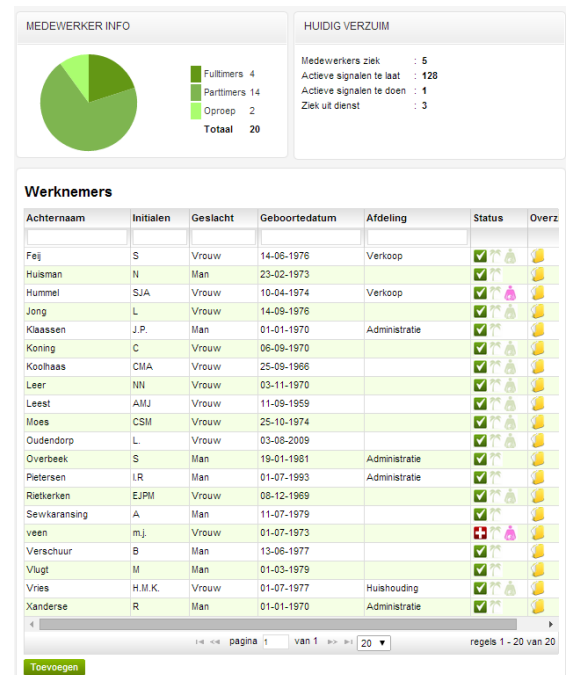 MEDEWERKER INFO
Fulltimers 4
Parttimers 14
Oproep 2
Totaal 20
HUIDIG VERZUIM
Medewerkers ziek : 5
Actieve signalen te laat : 128
Actieve signalen te doen : 1
Ziek uit dienst : 3
Werknemers
Achternaam Initialen Geslacht Geboortedatum Afdeling Status Overzi
Feij S Vrouw 14-06-1976 Verkoop
Huisman N Man 23-02-1973
Hummel SJA Vrouw 10-04-1974 Verkoop
Jong L Vrouw 14-09-1976
Klaassen J.P. Man 01-01-1970 Administratie
Koning C Vrouw 06-09-1970
Koolhaas CMA Vrouw 25-09-1966
Leer NN Vrouw 03-11-1970
Leest AMJ Vrouw 11-09-1959
Moes CSM Vrouw 25-10-1974
Oudendorp L. Vrouw 03-08-2009
Overbeek S Man 19-01-1981 Administratie
Pietersen I.R Man 01-07-1993 Administratie
Rietkerken EJPM Vrouw 08-12-1969
Sewkaransing A Man 11-07-1979
veen m.j. Vrouw 01-07-1973
Verschuur B Man 13-06-1977
Vlugt M Man 01-03-1979
Vries H.M.K. Vrouw 01-07-1977 Huishouding
Xanderse R Man 01-01-1970 Administratie
pagina 1 van 1 20 regels 1 - 20 van 20
Toevoegen